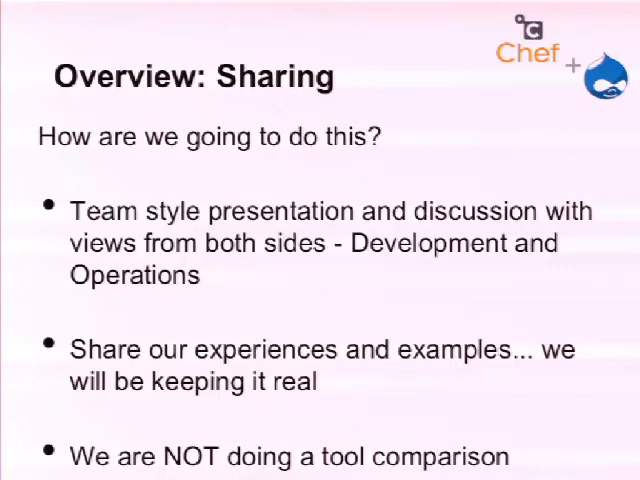 °C
Chef +
Overview: Sharing
How are we going to do this?
• Team style presentation and discussion with
views from both sides - Development and
Operations
• Share our experiences and examples... we
will be keeping it real
• We are NOT doing a tool comparison